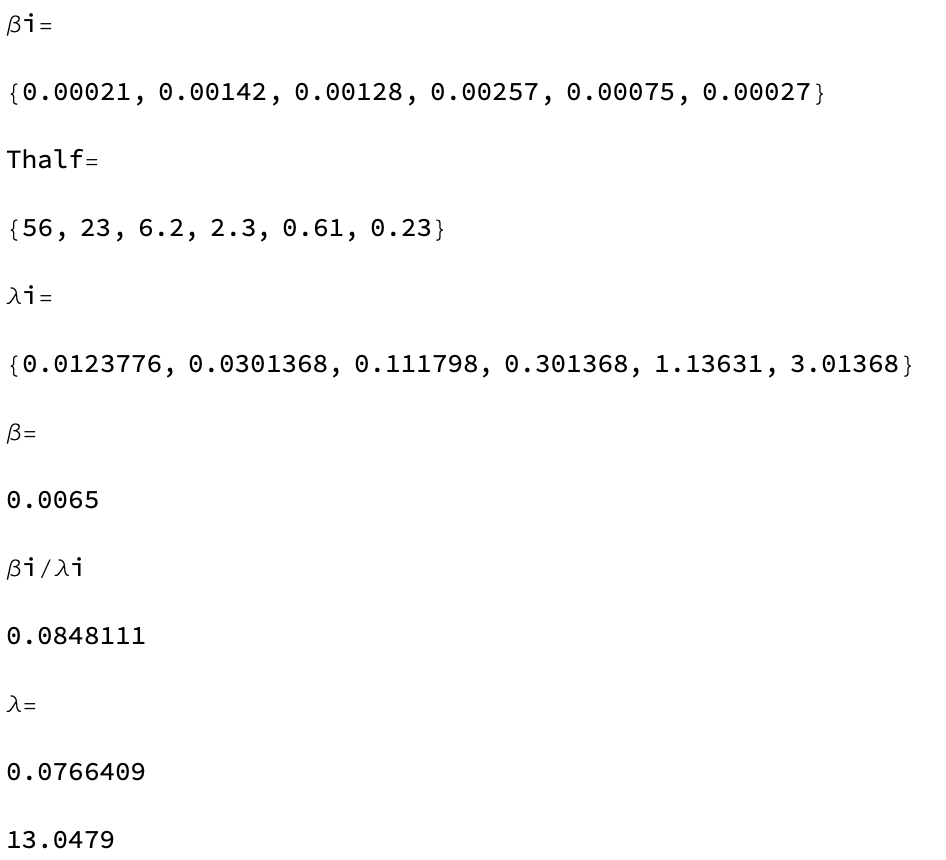 βi=
{0.00021, 0.00142, 0.00128, 0.00257, 0.00075, 0.00027}
Thalf=
{56, 23, 6.2, 2.3, 0.61, 0.23}
λi=
{0.0123776, 0.0301368, 0.111798, 0.301368, 1.13631, 3.01368}
β=
0.0065
βi/λi
0.0848111
λ=
0.0766409
13.0479